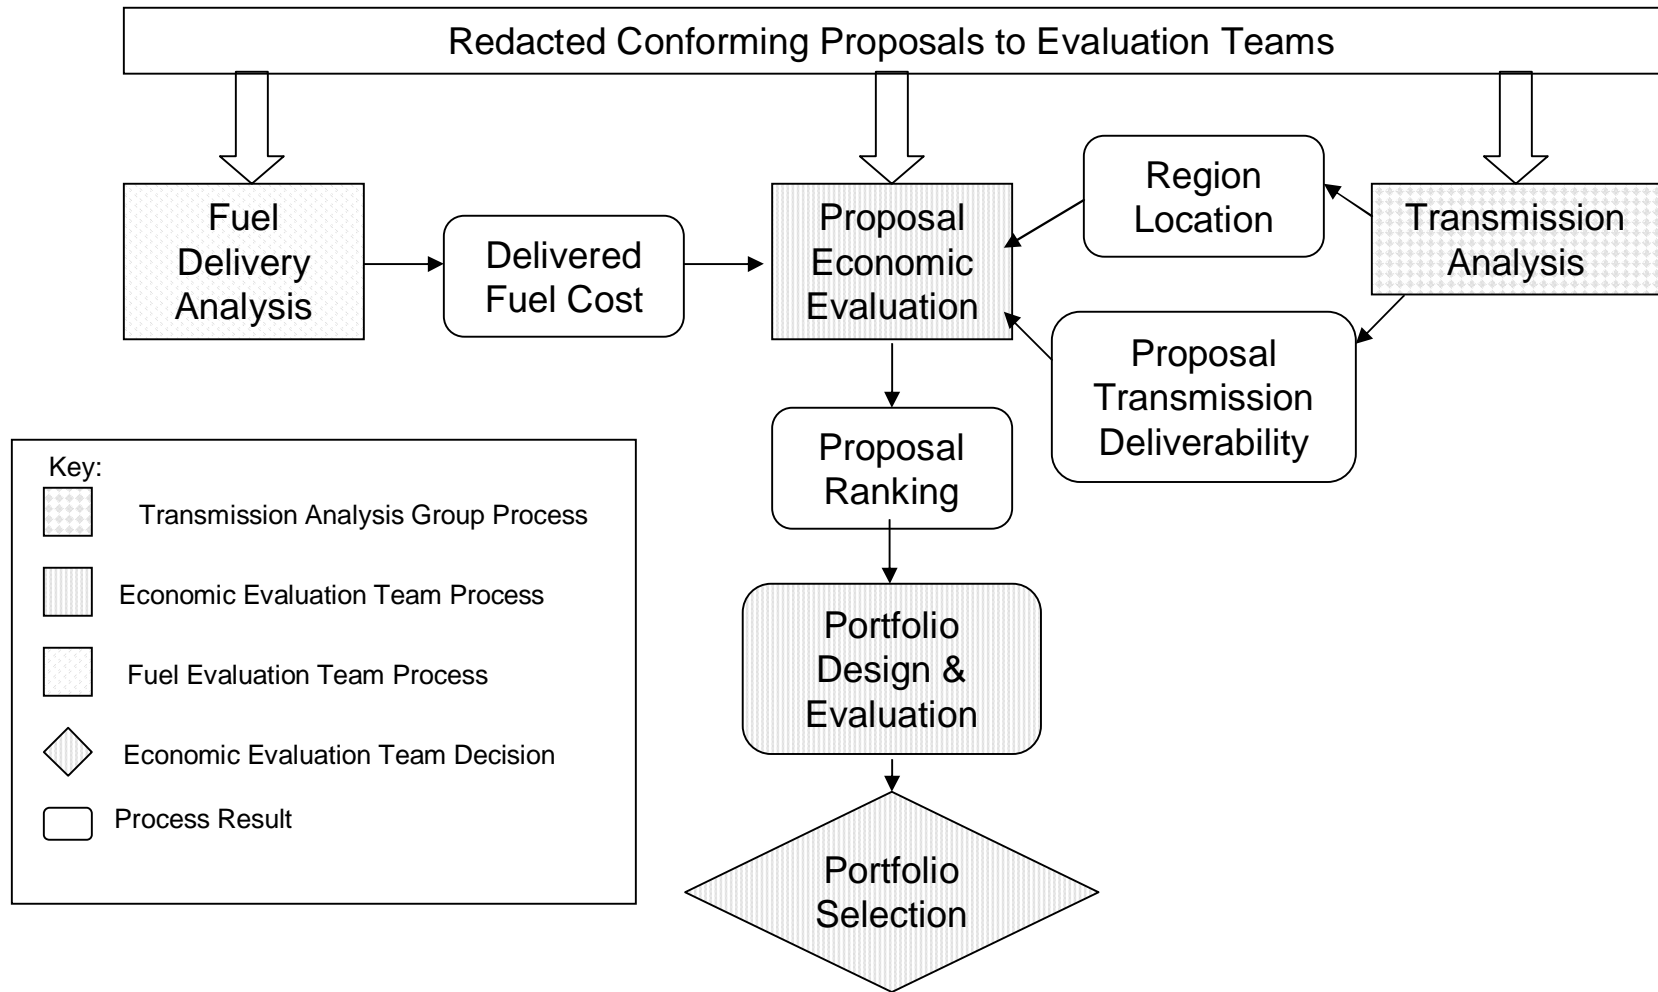 Redacted Conforming Proposals to Evaluation Teams
Fuel
Delivery
Analysis
Delivered
Fuel Cost
Proposal
Economic
Evaluation
Region
Location
Transmission
Analysis
Proposal
Transmission
Deliverability
Proposal
Ranking
Portfolio
Design &
Evaluation
Portfolio
Selection
Key:
Transmission Analysis Group Process
Economic Evaluation Team Process
Fuel Evaluation Team Process
Economic Evaluation Team Decision
Process Result